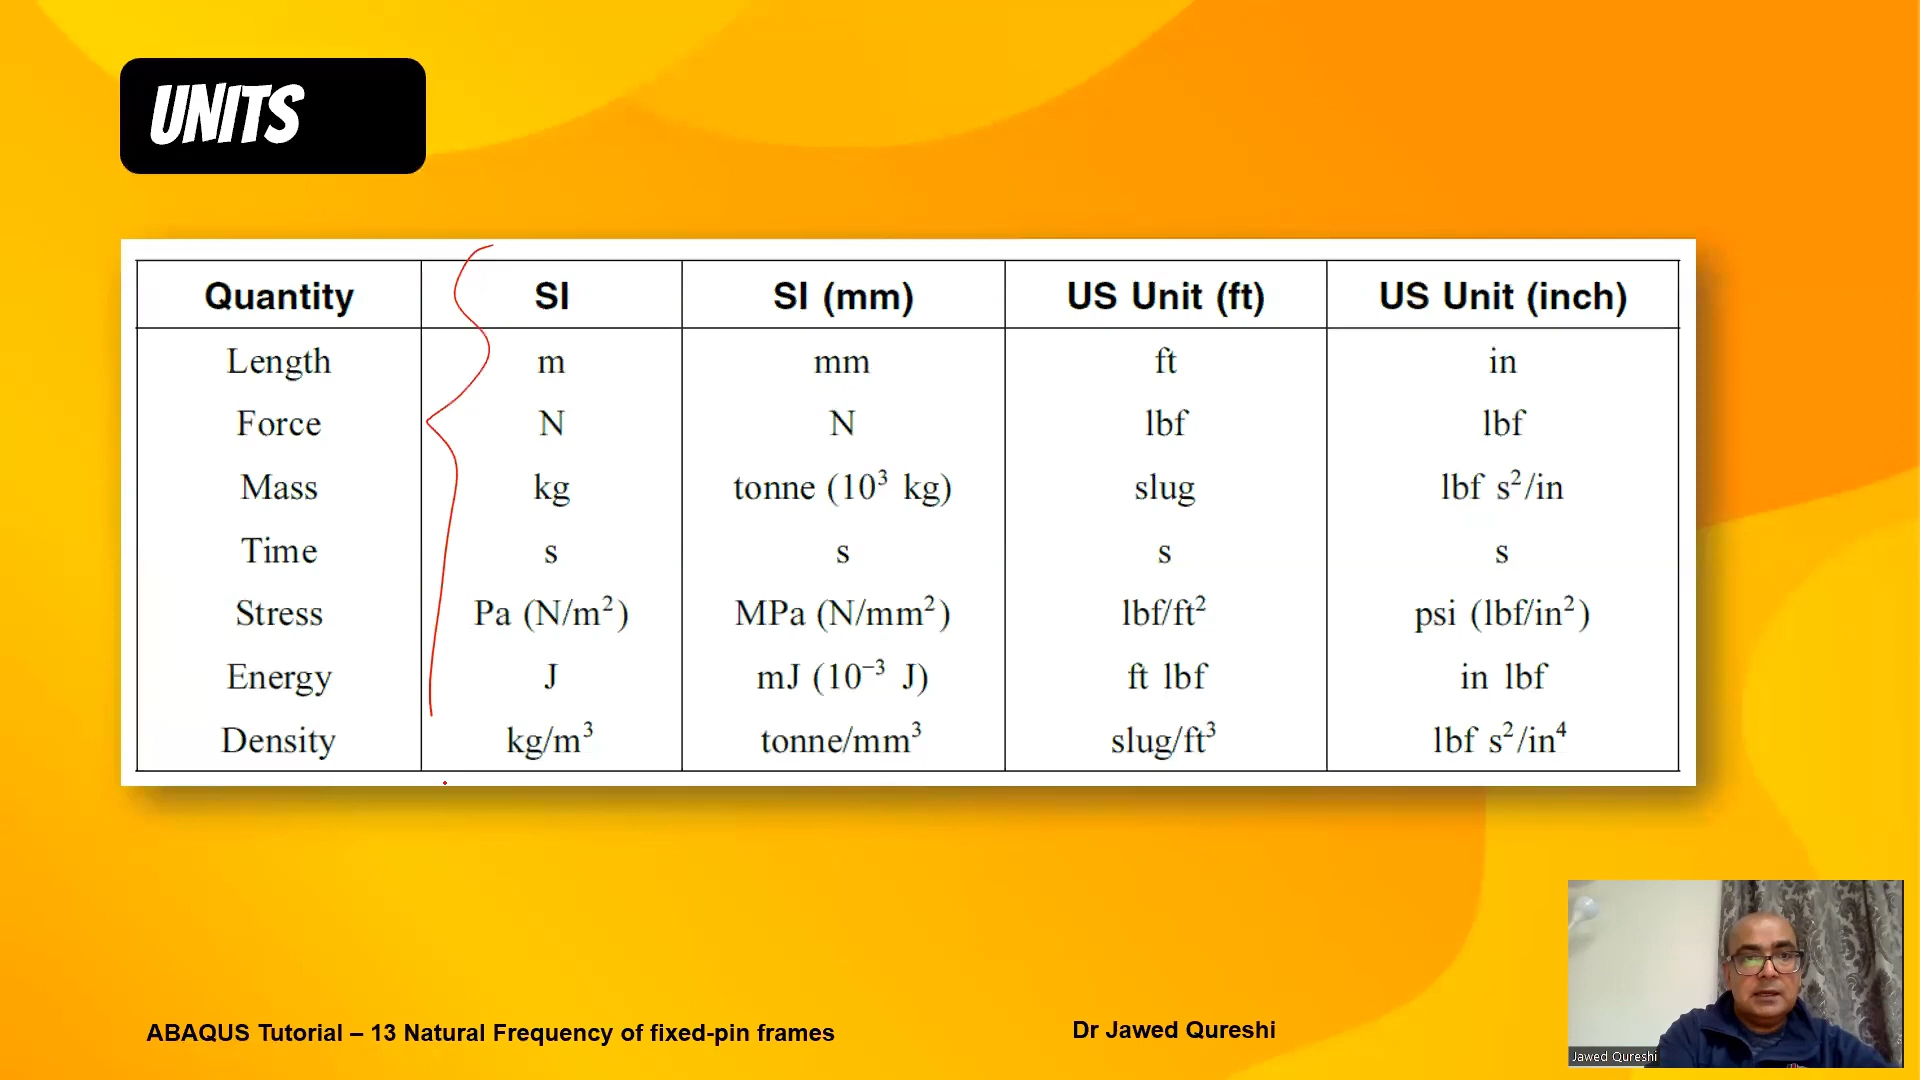 UNITS
Quantity SI SI (mm) US Unit (ft) US Unit (inch)
Length m mm ft in
Force N N lbf lbf
Mass kg tonne (10³ kg) slug lbf s²/in
Time s s s s
Stress Pa (N/m²) MPa (N/mm²) lbf/ft² psi (lbf/in²)
Energy J mJ (10⁻³ J) ft lbf in lbf
Density kg/m³ tonne/mm³ slug/ft³ lbf s²/in⁴
ABAQUS Tutorial – 13 Natural Frequency of fixed-pin frames
Dr Jawed Qureshi
Jawed Qureshi